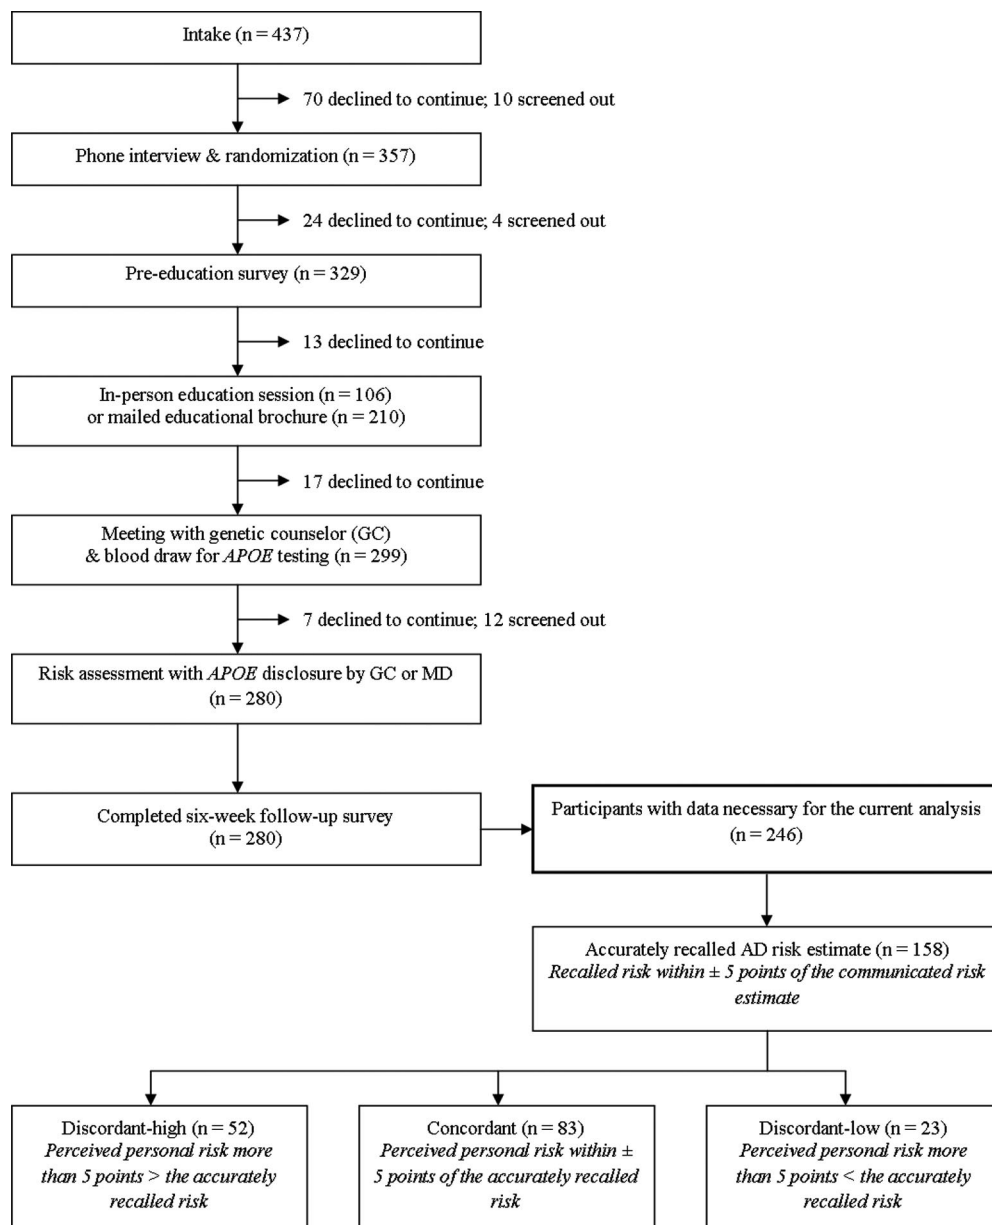 Intake (n = 437)
70 declined to continue; 10 screened out
Phone interview & randomization (n = 357)
24 declined to continue; 4 screened out
Pre-education survey (n = 329)
13 declined to continue
In-person education session (n = 106)
or mailed educational brochure (n = 210)
17 declined to continue
Meeting with genetic counselor (GC)
& blood draw for APOE testing (n = 299)
7 declined to continue; 12 screened out
Risk assessment with APOE disclosure by GC or MD
(n = 280)
Completed six-week follow-up survey
(n = 280)
Participants with data necessary for the current analysis
(n = 246)
Accurately recalled AD risk estimate (n = 158)
Recalled risk within ± 5 points of the communicated risk
estimate
Discordant-high (n = 52)
Perceived personal risk more
than 5 points > the accurately
recalled risk
Concordant (n = 83)
Perceived personal risk within ±
5 points of the accurately recalled
risk
Discordant-low (n = 23)
Perceived personal risk more
than 5 points < the accurately
recalled risk